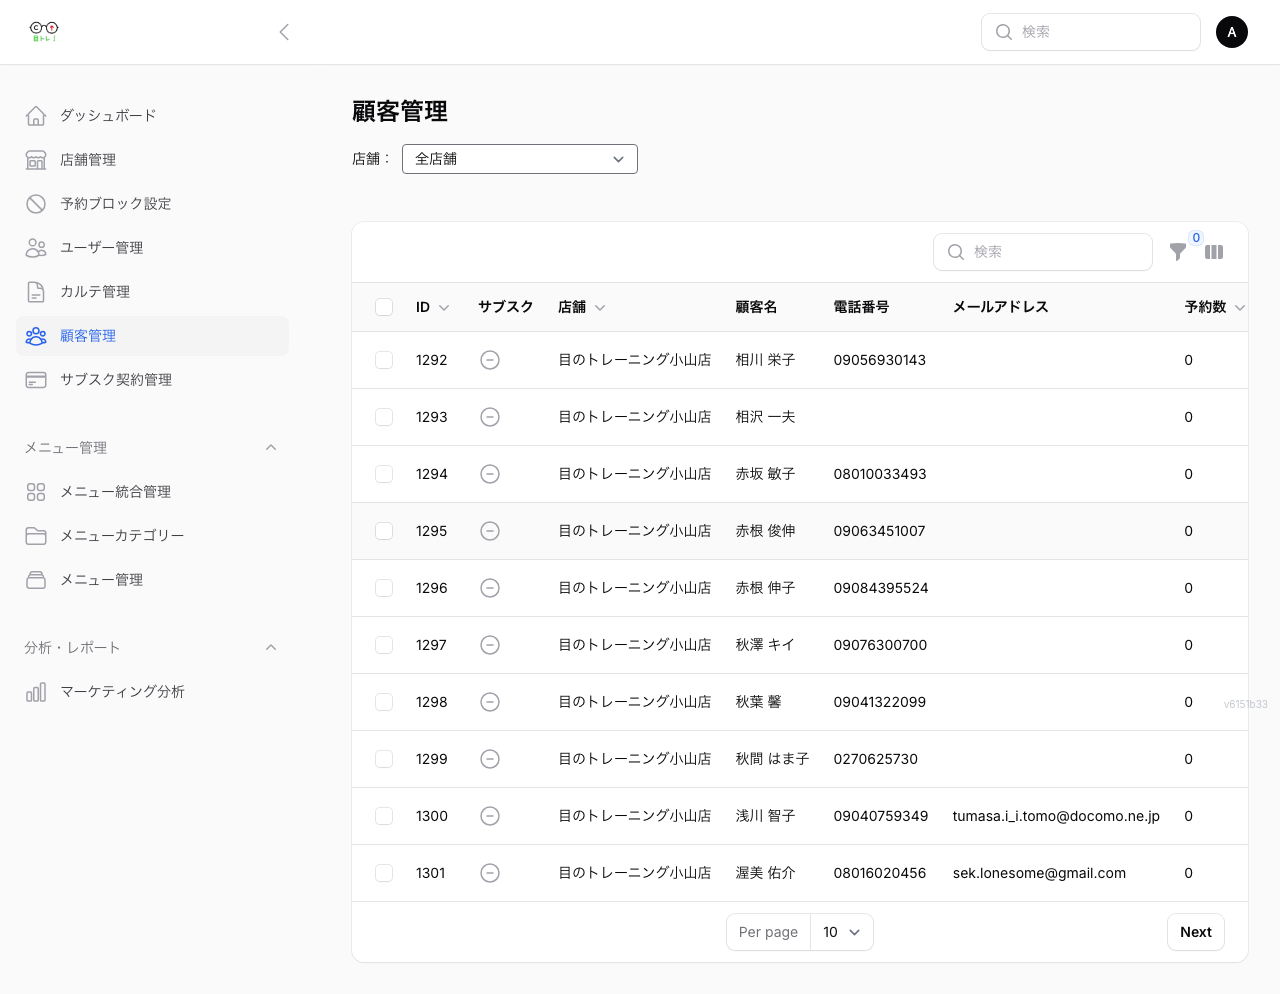 目トレ！
検索
A
ダッシュボード
店舗管理
予約ブロック設定
ユーザー管理
カルテ管理
顧客管理
サブスク契約管理
メニュー管理
メニュー統合管理
メニューカテゴリー
メニュー管理
分析・レポート
マーケティング分析
顧客管理
店舗： 全店舗
検索 0
ID サブスク 店舗 顧客名 電話番号 メールアドレス 予約数
1292 目のトレーニング小山店 相川 栄子 09056930143 0
1293 目のトレーニング小山店 相沢 一夫 0
1294 目のトレーニング小山店 赤坂 敏子 08010033493 0
1295 目のトレーニング小山店 赤根 俊伸 09063451007 0
1296 目のトレーニング小山店 赤根 伸子 09084395524 0
1297 目のトレーニング小山店 秋澤 キイ 09076300700 0
1298 目のトレーニング小山店 秋葉 馨 09041322099 0
v6151b33
1299 目のトレーニング小山店 秋間 はま子 0270625730 0
1300 目のトレーニング小山店 浅川 智子 09040759349 tumasa.i_i.tomo@docomo.ne.jp 0
1301 目のトレーニング小山店 渥美 佑介 08016020456 sek.lonesome@gmail.com 0
Per page 10
Next